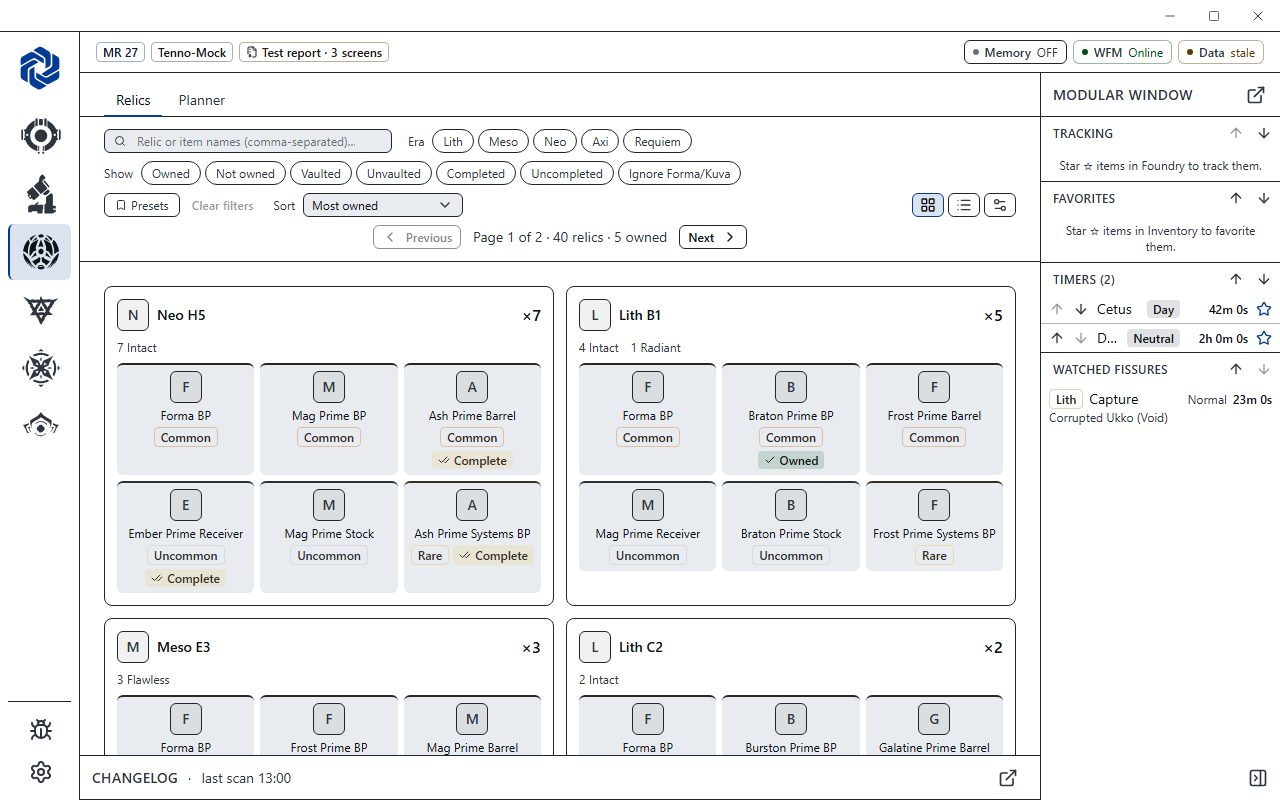 MR 27 Tenno-Mock Test report · 3 screens Memory OFF WFM Online Data stale
Relics Planner
Relic or item names (comma-separated)... Era Lith Meso Neo Axi Requiem
Show Owned Not owned Vaulted Unvaulted Completed Uncompleted Ignore Forma/Kuva
Presets Clear filters Sort Most owned
Previous Page 1 of 2 · 40 relics · 5 owned Next
N Neo H5 ×7
7 Intact
F M A
Forma BP Mag Prime BP Ash Prime Barrel
Common Common Common
Complete
E M A
Ember Prime Receiver Mag Prime Stock Ash Prime Systems BP
Uncommon Uncommon Rare Complete
Complete
L Lith B1 ×5
4 Intact 1 Radiant
F B F
Forma BP Braton Prime BP Frost Prime Barrel
Common Common Common
Owned
M B F
Mag Prime Receiver Braton Prime Stock Frost Prime Systems BP
Uncommon Uncommon Rare
M Meso E3 ×3
3 Flawless
F F M
Forma BP Frost Prime BP Mag Prime Barrel
L Lith C2 ×2
2 Intact
F B G
Forma BP Burston Prime BP Galatine Prime Barrel
CHANGELOG · last scan 13:00
MODULAR WINDOW
TRACKING
Star ☆ items in Foundry to track them.
FAVORITES
Star ☆ items in Inventory to favorite
them.
TIMERS (2)
Cetus Day 42m 0s
D... Neutral 2h 0m 0s
WATCHED FISSURES
Lith Capture Normal 23m 0s
Corrupted Ukko (Void)